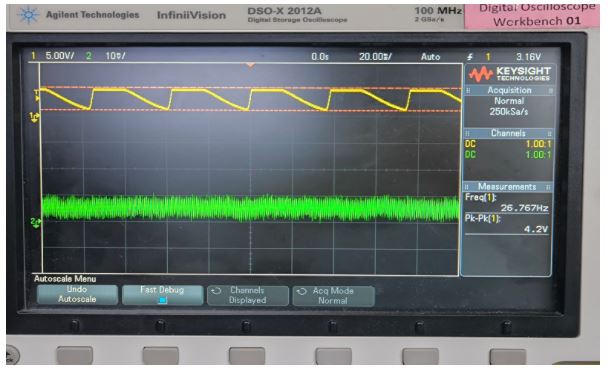 Agilent Technologies InfiniiVision DSO-X 2012A Digital Storage Oscilloscope 100 MHz 2 GSa/s
Digital Oscilloscope
Workbench 01
1 5.00V/ 2 10V/ 0.0s 20.00s/ Auto 1 3.16V
KEYSIGHT
TECHNOLOGIES
Acquisition
Normal
250kSa/s
Channels
DC 1.00:1
DC 1.00:1
Measurements
Freq(1):
26.767Hz
Pk-Pk(1):
4.2V
Autoscale Menu
Undo
Autoscale
Fast Debug
Channels
Displayed
Acq Mode
Normal